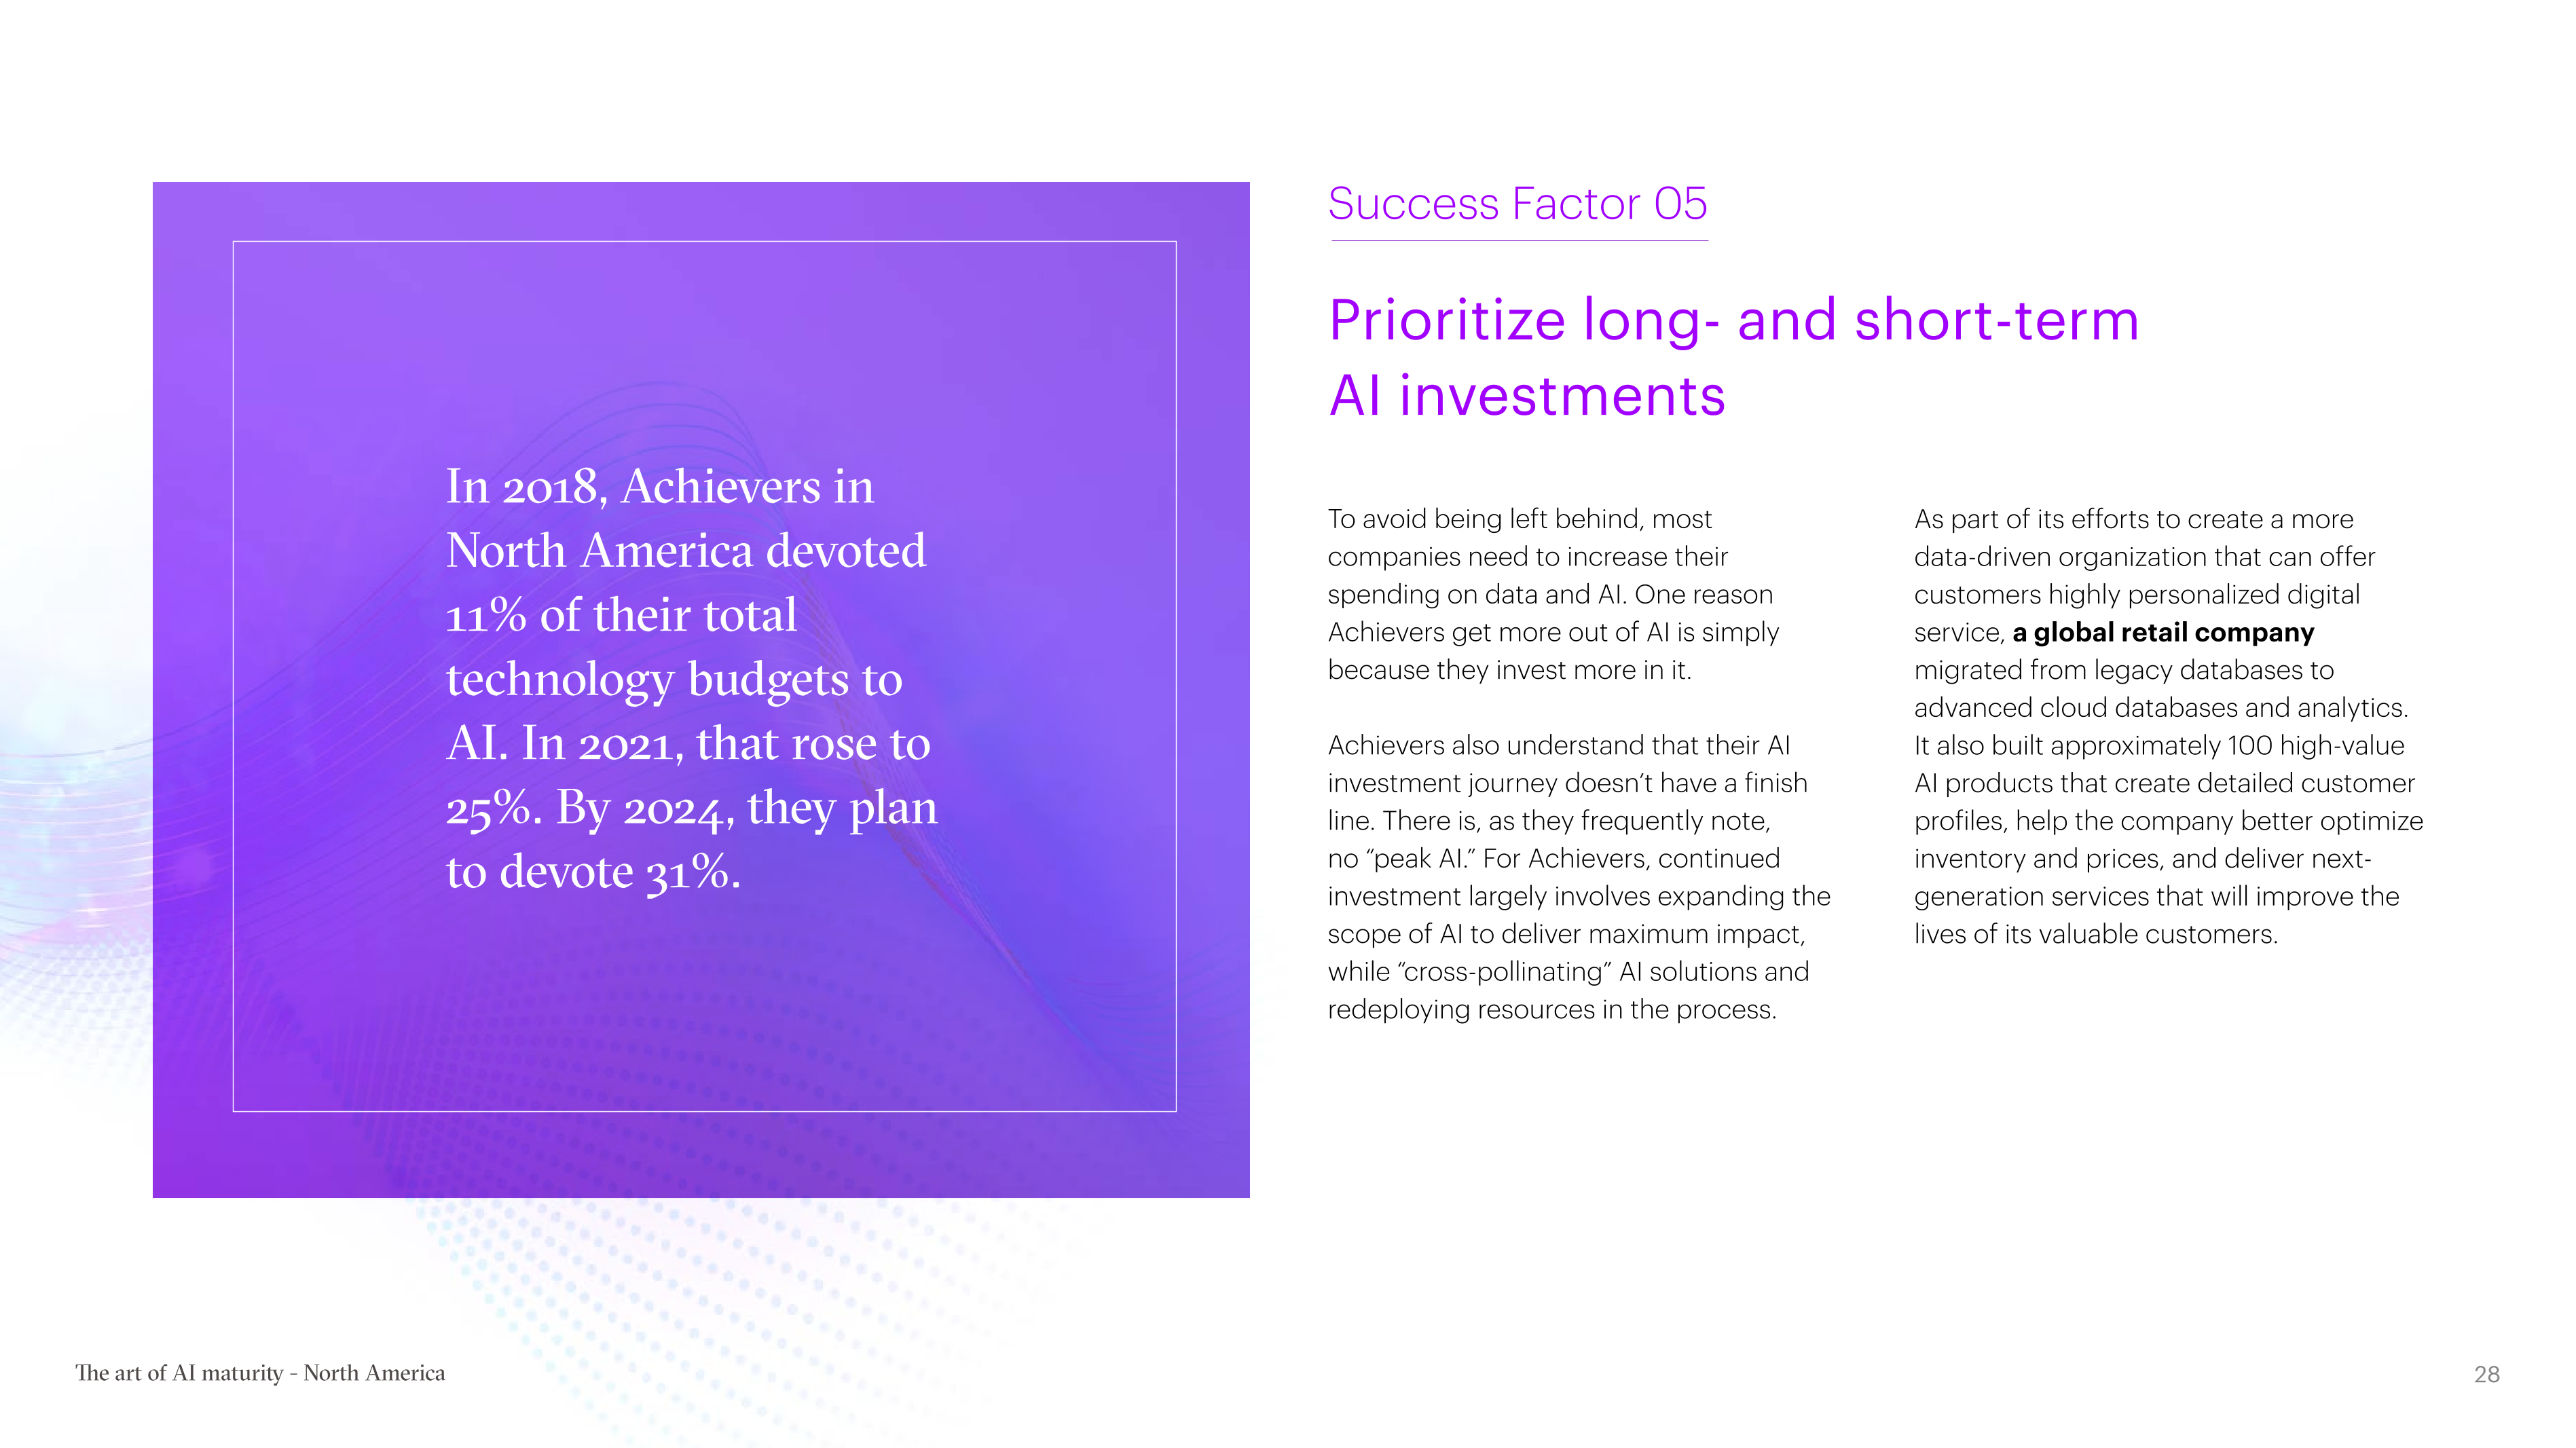 In 2018, Achievers in
North America devoted
11% of their total
technology budgets to
AI. In 2021, that rose to
25%. By 2024, they plan
to devote 31%.
Success Factor 05
Prioritize long- and short-term
AI investments
To avoid being left behind, most
companies need to increase their
spending on data and AI. One reason
Achievers get more out of AI is simply
because they invest more in it.
Achievers also understand that their AI
investment journey doesn’t have a finish
line. There is, as they frequently note,
no “peak AI.” For Achievers, continued
investment largely involves expanding the
scope of AI to deliver maximum impact,
while “cross-pollinating” AI solutions and
redeploying resources in the process.
As part of its efforts to create a more
data-driven organization that can offer
customers highly personalized digital
service, a global retail company
migrated from legacy databases to
advanced cloud databases and analytics.
It also built approximately 100 high-value
AI products that create detailed customer
profiles, help the company better optimize
inventory and prices, and deliver next-
generation services that will improve the
lives of its valuable customers.
The art of AI maturity - North America
28